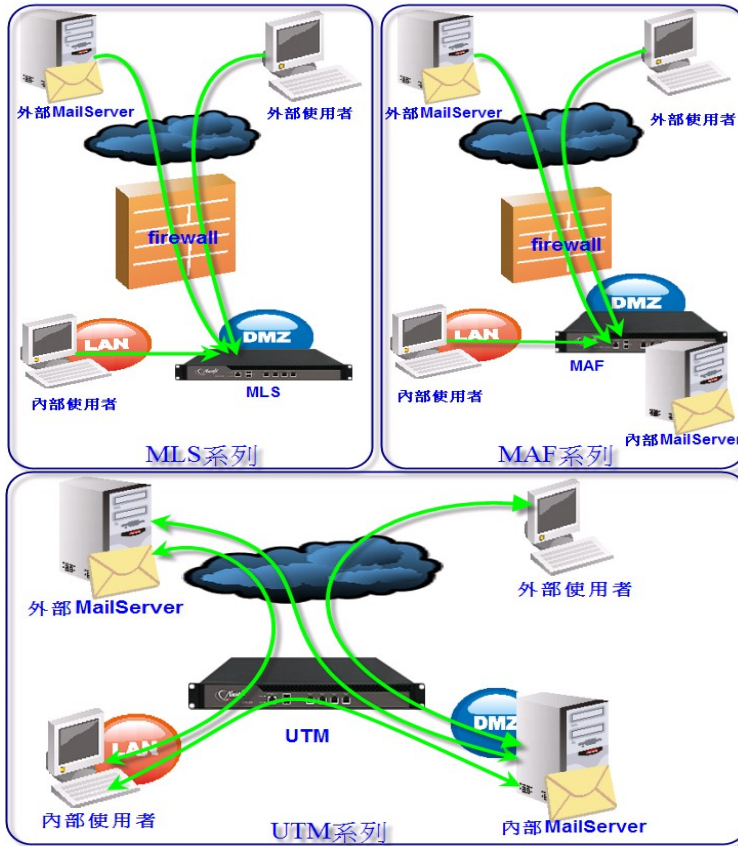 外部MailServer
外部使用者
firewall
LAN
DMZ
內部使用者
MLS
MLS系列
外部MailServer
外部使用者
firewall
DMZ
LAN
MAF
內部使用者
內部MailServer
MAF系列
外部MailServer
外部使用者
UTM
LAN
DMZ
內部使用者
內部MailServer
UTM系列